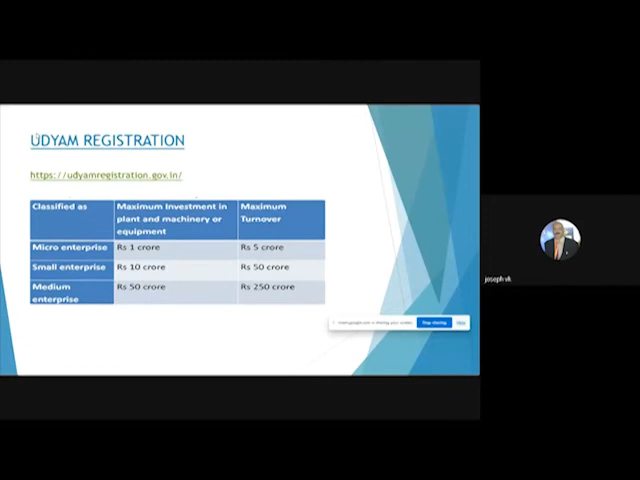 UDYAM REGISTRATION
https://udyamregistration.gov.in/
Classified as
Maximum Investment in
plant and machinery or
equipment
Maximum
Turnover
Micro enterprise
Rs 1 crore
Rs 5 crore
Small enterprise
Rs 10 crore
Rs 50 crore
Medium
enterprise
Rs 50 crore
Rs 250 crore
Stop sharing
Hide
joseph vk